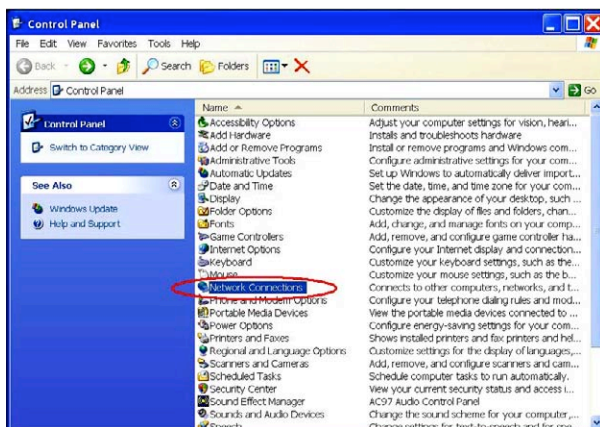 Control Panel
File Edit View Favorites Tools Help
Back Search Folders
Address Control Panel Go
Control Panel
Switch to Category View
See Also
Windows Update
Help and Support
Name Comments
Accessibility Options Adjust your computer settings for vision, heari...
Add Hardware Installs and troubleshoots hardware
Add or Remove Programs Install or remove programs and Windows com...
Administrative Tools Configure administrative settings for your com...
Automatic Updates Set up Windows to automatically deliver import...
Date and Time Set the date, time, and time zone for your com...
Display Change the appearance of your desktop, such ...
Folder Options Customize the display of files and folders, chan...
Fonts Add, change, and manage fonts on your comp...
Game Controllers Add, remove, and configure game controller ha...
Internet Options Configure your Internet display and connection...
Keyboard Customize your keyboard settings, such as the...
Mouse Customize your mouse settings, such as the b...
Network Connections Connects to other computers, networks, and t...
Phone and Modem Options Configure your telephone dialing rules and mod...
Portable Media Devices View the portable media devices connected to ...
Power Options Configure energy-saving settings for your com...
Printers and Faxes Shows installed printers and fax printers and hel...
Regional and Language Options Customize settings for the display of languages,...
Scanners and Cameras Add, remove, and configure scanners and cam...
Scheduled Tasks Schedule computer tasks to run automatically.
Security Center View your current security status and access i...
Sound Effect Manager AC97 Audio Control Panel
Sounds and Audio Devices Change the sound scheme for your computer,...
Speech Change settings for text-to-speech and for spe...